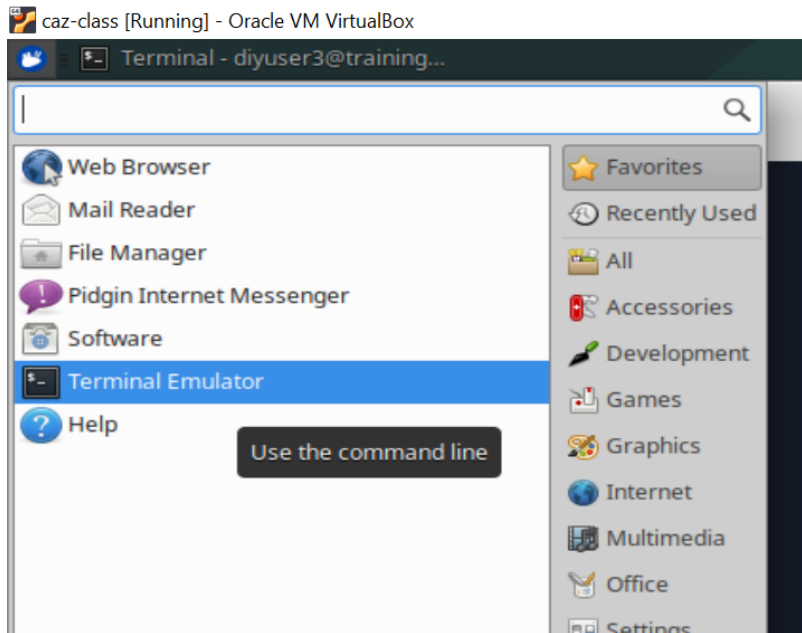 caz-class [Running] - Oracle VM VirtualBox
$_ Terminal - diyuser3@training...
Web Browser
Mail Reader
File Manager
Pidgin Internet Messenger
Software
$_ Terminal Emulator
Help
Use the command line
Favorites
Recently Used
All
Accessories
Development
Games
Graphics
Internet
Multimedia
Office
Settings